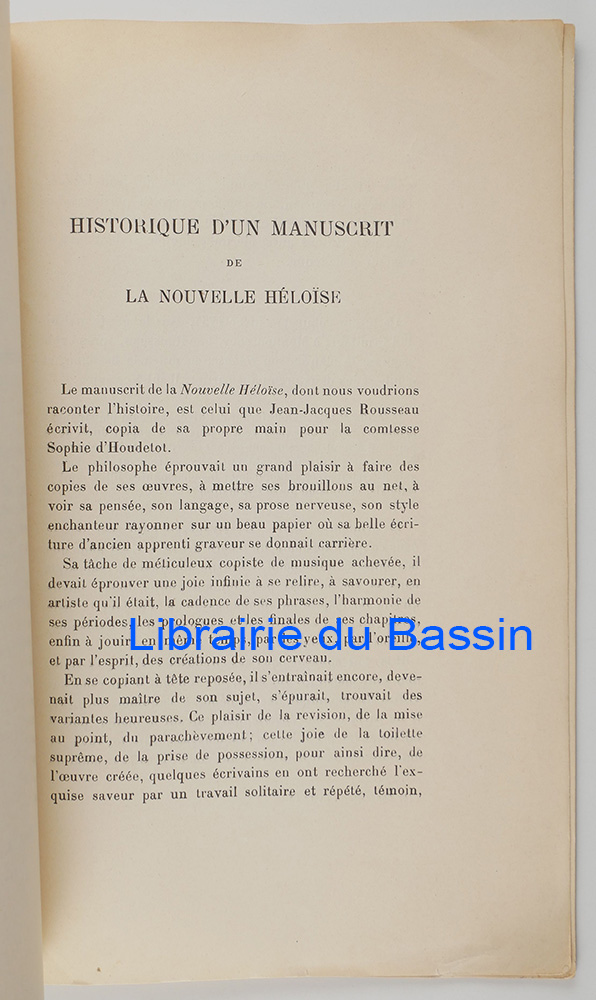 HISTORIQUE D'UN MANUSCRIT
DE
LA NOUVELLE HÉLOÏSE
Le manuscrit de la Nouvelle Héloïse, dont nous voudrions
raconter l'histoire, est celui que Jean-Jacques Rousseau
écrivit, copia de sa propre main pour la comtesse
Sophie d'Houdetot.
Le philosophe éprouvait un grand plaisir à faire des
copies de ses œuvres, à mettre ses brouillons au net, à
voir sa pensée, son langage, sa prose nerveuse, son style
enchanteur rayonner sur un beau papier où sa belle écri-
ture d'ancien apprenti graveur se donnait carrière.
Sa tâche de méticuleux copiste de musique achevée, il
devait éprouver une joie infinie à se relire, à savourer, en
artiste qu'il était, la cadence de ses phrases, l'harmonie de
ses périodes, les prologues et les finales de ses chapitres,
enfin à jouir, en même temps, par les yeux, par l'oreille,
Librairie du Bassin
et par l'esprit, des créations de son cerveau.
En se copiant à tête reposée, il s'entraînait encore, deve-
nait plus maître de son sujet, s'épurait, trouvait des
variantes heureuses. Ce plaisir de la revision, de la mise
au point, du parachèvement ; cette joie de la toilette
suprême, de la prise de possession, pour ainsi dire, de
l'œuvre créée, quelques écrivains en ont recherché l'ex-
quise saveur par un travail solitaire et répété, témoin,